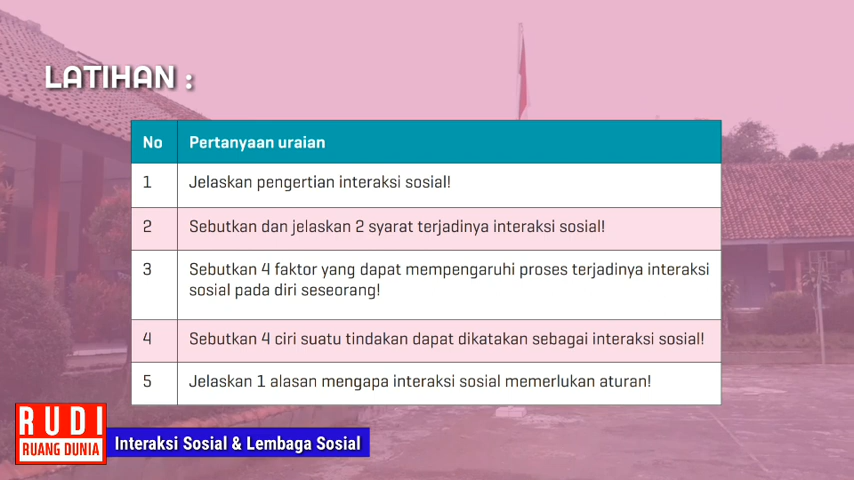 LATIHAN :
No Pertanyaan uraian
1 Jelaskan pengertian interaksi sosial!
2 Sebutkan dan jelaskan 2 syarat terjadinya interaksi sosial!
3 Sebutkan 4 faktor yang dapat mempengaruhi proses terjadinya interaksi
sosial pada diri seseorang!
4 Sebutkan 4 ciri suatu tindakan dapat dikatakan sebagai interaksi sosial!
5 Jelaskan 1 alasan mengapa interaksi sosial memerlukan aturan!
RUDI
RUANG DUNIA
Interaksi Sosial & Lembaga Sosial